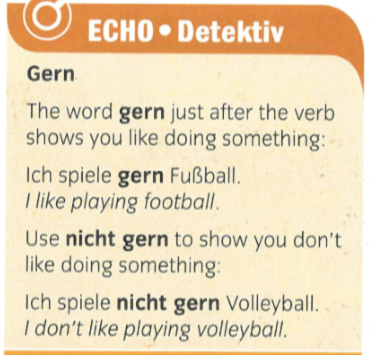 ECHO • Detektiv
Gern
The word gern just after the verb
shows you like doing something:
Ich spiele gern Fußball.
I like playing football.
Use nicht gern to show you don't
like doing something:
Ich spiele nicht gern Volleyball.
I don't like playing volleyball.